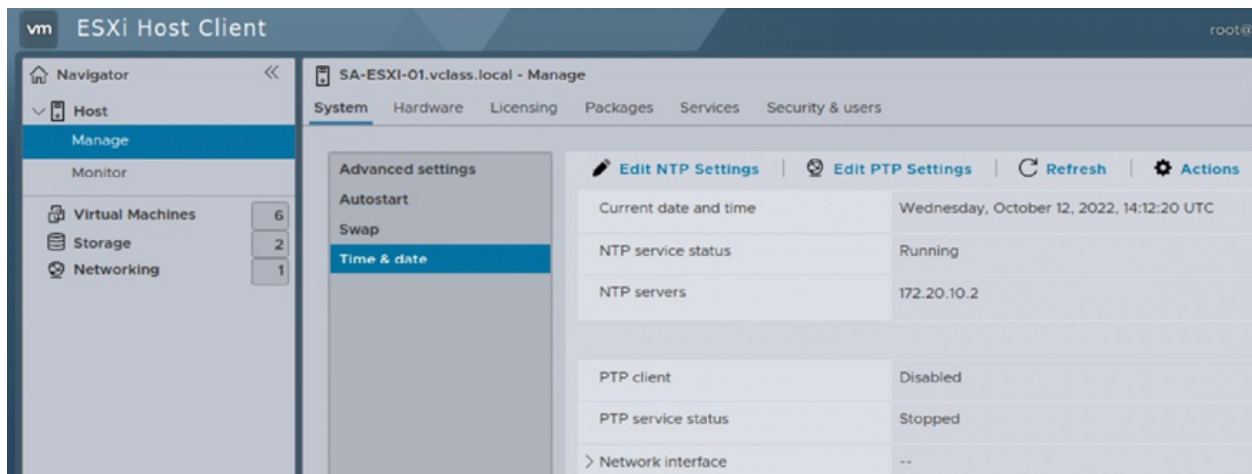 vm ESXi Host Client
root@
Navigator
Host
Manage
Monitor
Virtual Machines 6
Storage 2
Networking 1
SA-ESXI-01.vclass.local - Manage
System Hardware Licensing Packages Services Security & users
Advanced settings
Autostart
Swap
Time & date
Edit NTP Settings Edit PTP Settings Refresh Actions
Current date and time Wednesday, October 12, 2022, 14:12:20 UTC
NTP service status Running
NTP servers 172.20.10.2
PTP client Disabled
PTP service status Stopped
Network interface --